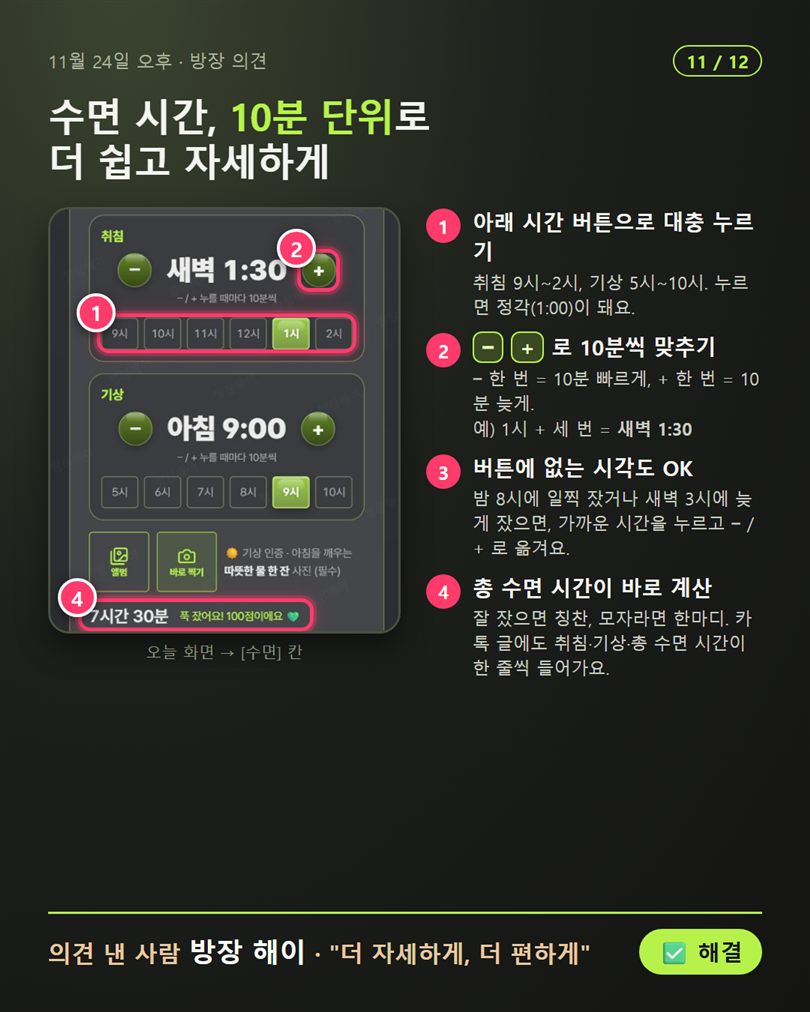 11월 24일 오후 · 방장 의견
11 / 12
수면 시간, 10분 단위로
더 쉽고 자세하게
취침
− 새벽 1:30 +
2
− / + 누를 때마다 10분씩
1
9시 10시 11시 12시 1시 2시
기상
− 아침 9:00 +
− / + 누를 때마다 10분씩
5시 6시 7시 8시 9시 10시
앨범
바로 찍기
기상 인증 · 아침을 깨우는
따뜻한 물 한 잔 사진 (필수)
4
7시간 30분 푹 잤어요! 100점이에요
오늘 화면 → [수면] 칸
1 아래 시간 버튼으로 대충 누르
기
취침 9시~2시, 기상 5시~10시. 누르
면 정각(1:00)이 돼요.
2 − + 로 10분씩 맞추기
− 한 번 = 10분 빠르게, + 한 번 = 10
분 늦게.
예) 1시 + 세 번 = 새벽 1:30
3 버튼에 없는 시각도 OK
밤 8시에 일찍 잤거나 새벽 3시에 늦
게 잤으면, 가까운 시간을 누르고 − /
+ 로 옮겨요.
4 총 수면 시간이 바로 계산
잘 잤으면 칭찬, 모자라면 한마디. 카
톡 글에도 취침·기상·총 수면 시간이
한 줄씩 들어가요.
의견 낸 사람 방장 해이 · "더 자세하게, 더 편하게"
✅ 해결